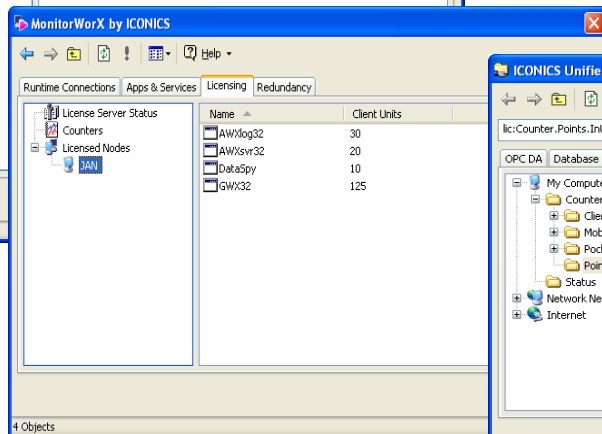 MonitorWorX by ICONICS
Help
Runtime Connections Apps & Services Licensing Redundancy
License Server Status
Counters
Licensed Nodes
JAN
Name Client Units
AWXlog32 30
AWXsvr32 20
DataSpy 10
GWX32 125
4 Objects
ICONICS Unifie
lic:Counter.Points.Inl
OPC DA Database
My Compute
Counter
Clie
Mob
Pock
Poin
Status
Network Ne
Internet